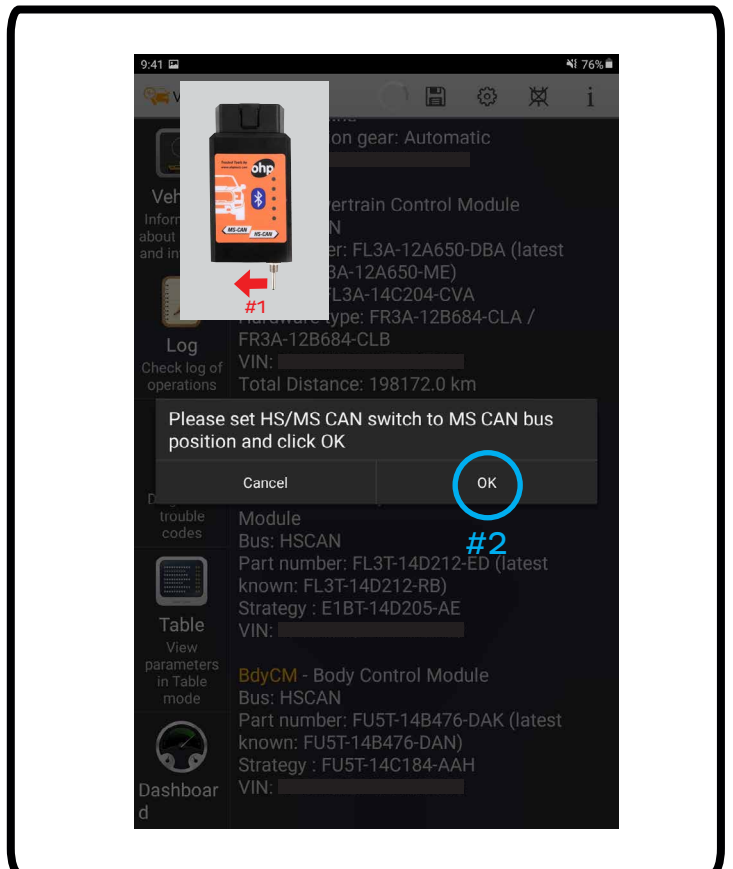 9:41
76%
V
i
on gear: Automatic
ohp
MS-CAN
HS-CAN
#1
Veh
Inforn
about
and in
ertrain Control Module
N
er: FL3A-12A650-DBA (latest
3A-12A650-ME)
FL3A-14C204-CVA
Hardware type: FR3A-12B684-CLA /
FR3A-12B684-CLB
VIN:
Total Distance: 198172.0 km
Log
Check log of
operations
Please set HS/MS CAN switch to MS CAN bus
position and click OK
Cancel
OK
#2
D
trouble
codes
Module
Bus: HSCAN
Part number: FL3T-14D212-ED (latest
known: FL3T-14D212-RB)
Strategy : E1BT-14D205-AE
VIN:
Table
View
parameters
in Table
mode
BdyCM - Body Control Module
Bus: HSCAN
Part number: FU5T-14B476-DAK (latest
known: FU5T-14B476-DAN)
Strategy : FU5T-14C184-AAH
VIN:
Dashboar
d